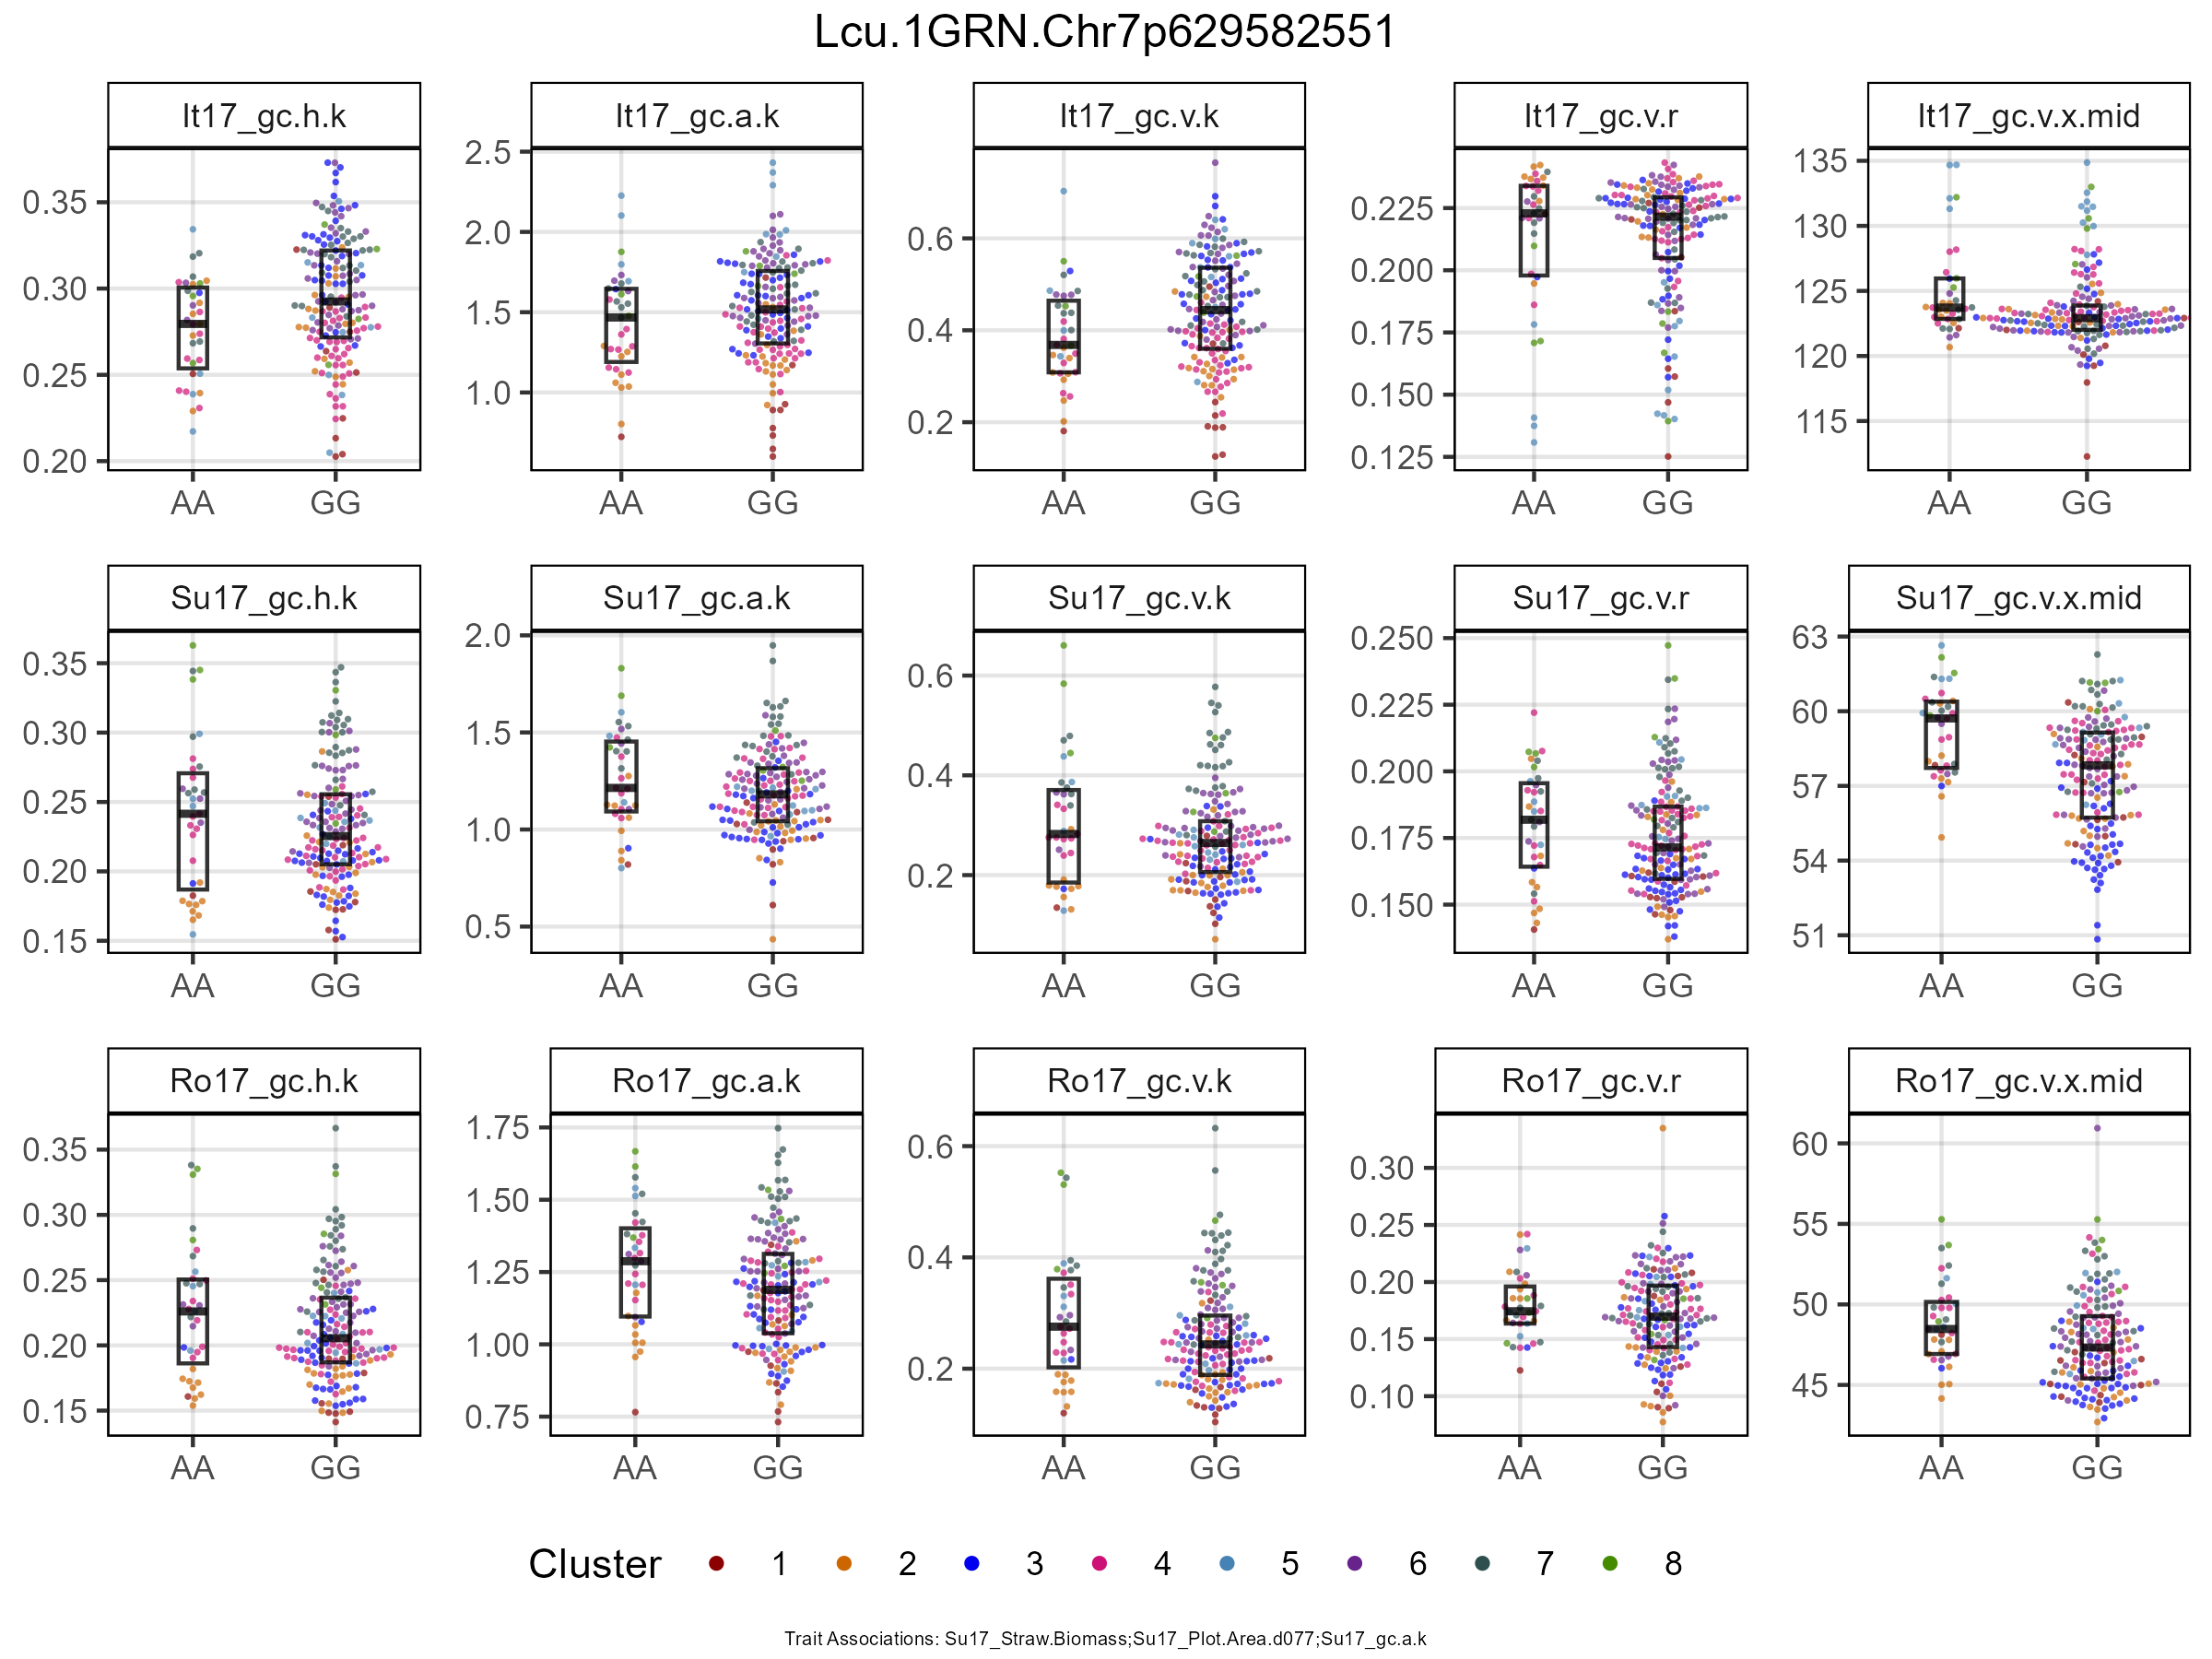 Lcu.1GRN.Chr7p629582551
It17_gc.h.k It17_gc.a.k It17_gc.v.k It17_gc.v.r It17_gc.v.x.mid
0.35 0.30 0.25 0.20
2.5 2.0 1.5 1.0
0.6 0.4 0.2
0.225 0.200 0.175 0.150 0.125
135 130 125 120 115
AA GG AA GG AA GG AA GG AA GG
Su17_gc.h.k Su17_gc.a.k Su17_gc.v.k Su17_gc.v.r Su17_gc.v.x.mid
0.35 0.30 0.25 0.20 0.15
2.0 1.5 1.0 0.5
0.6 0.4 0.2
0.250 0.225 0.200 0.175 0.150
63 60 57 54 51
AA GG AA GG AA GG AA GG AA GG
Ro17_gc.h.k Ro17_gc.a.k Ro17_gc.v.k Ro17_gc.v.r Ro17_gc.v.x.mid
0.35 0.30 0.25 0.20 0.15
1.75 1.50 1.25 1.00 0.75
0.6 0.4 0.2
0.30 0.25 0.20 0.15 0.10
60 55 50 45
AA GG AA GG AA GG AA GG AA GG
Cluster 1 2 3 4 5 6 7 8
Trait Associations: Su17_Straw.Biomass;Su17_Plot.Area.d077;Su17_gc.a.k